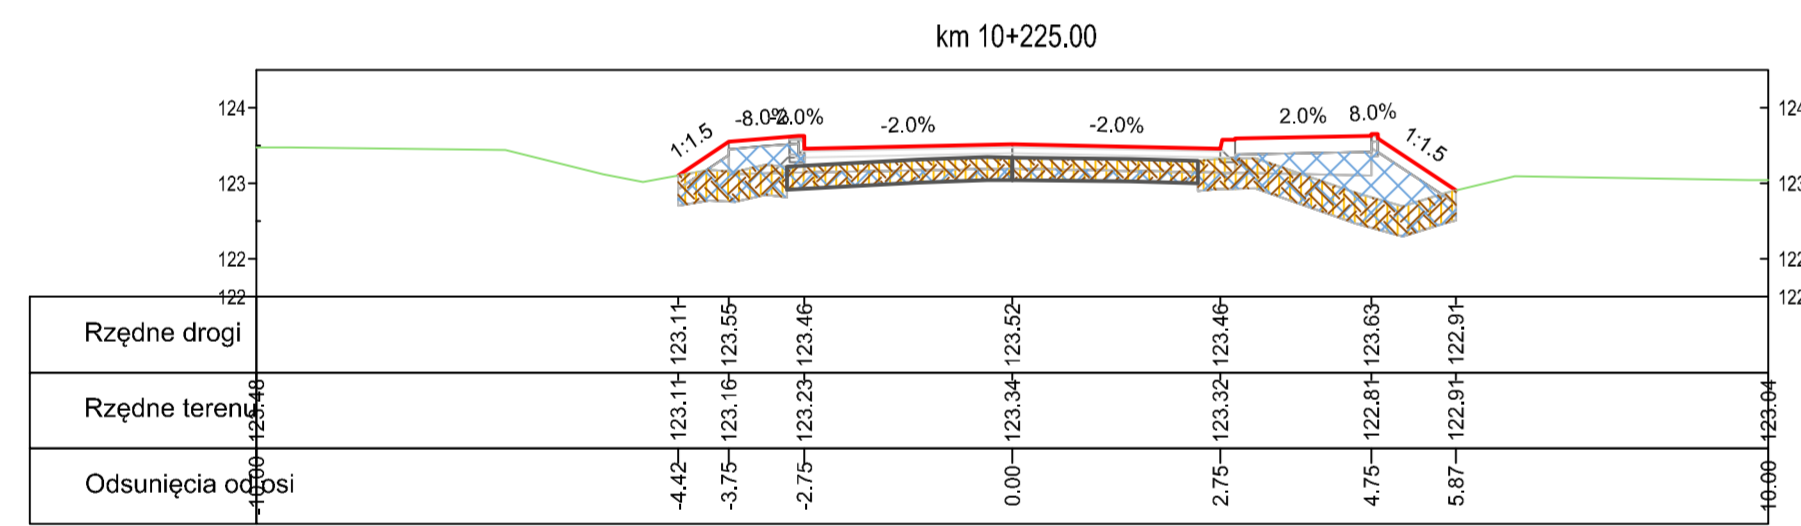 km 10+225.00
124 124
1:1.5 -8.0% -2.0% -2.0% -2.0% 2.0% 8.0% 1:1.5
123 123
122 122
122 122
Rzędne drogi 123.11 123.55 123.46 123.52 123.46 123.63 122.91
Rzędne terenu 123.48 123.11 123.16 123.23 123.34 123.32 122.81 122.91 123.04
Odsunięcia od osi -10.00 -4.42 -3.75 -2.75 0.00 2.75 4.75 5.87 10.00